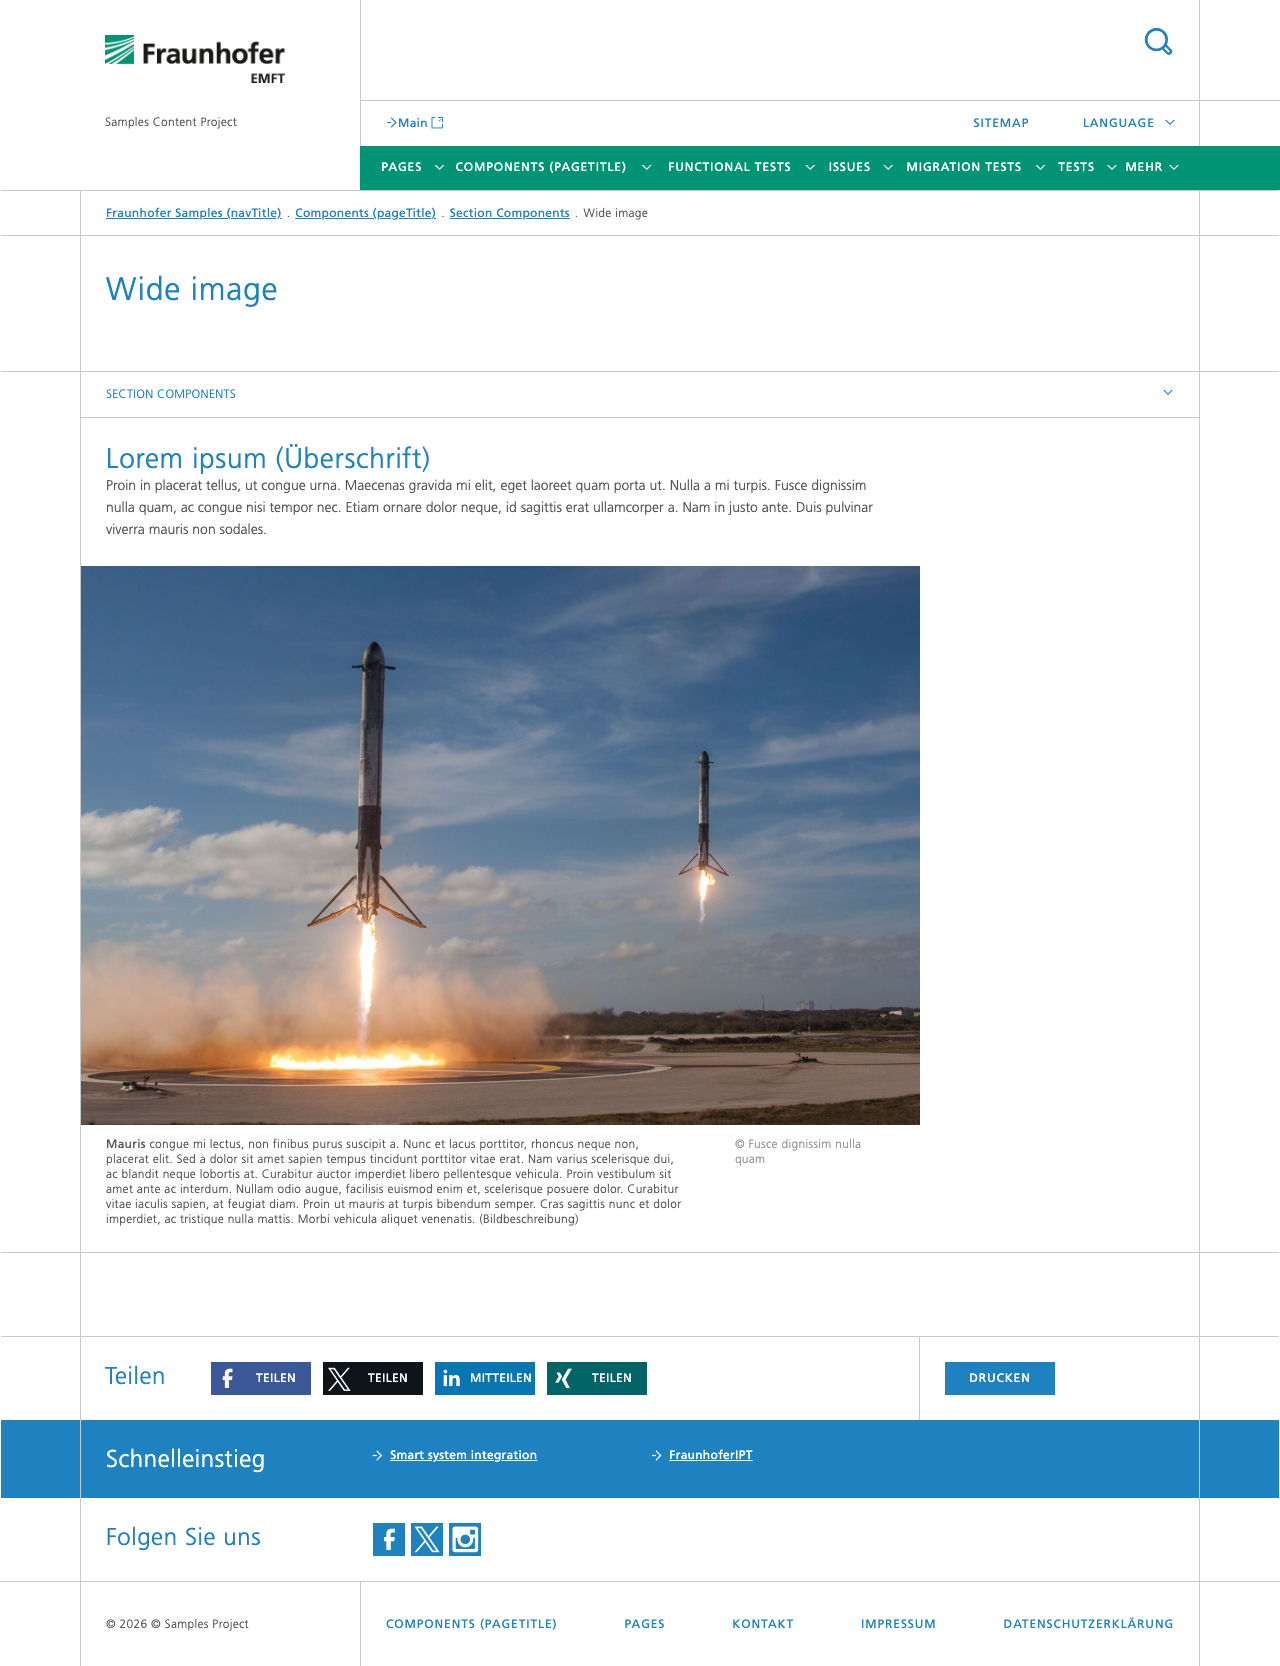 Fraunhofer
EMFT
Samples Content Project
Main
SITEMAP
LANGUAGE
PAGES
COMPONENTS (PAGETITLE)
FUNCTIONAL TESTS
ISSUES
MIGRATION TESTS
TESTS
MEHR
Fraunhofer Samples (navTitle) . Components (pageTitle) . Section Components . Wide image
Wide image
SECTION COMPONENTS
Lorem ipsum (Überschrift)
Proin in placerat tellus, ut congue urna. Maecenas gravida mi elit, eget laoreet quam porta ut. Nulla a mi turpis. Fusce dignissim
nulla quam, ac congue nisi tempor nec. Etiam ornare dolor neque, id sagittis erat ullamcorper a. Nam in justo ante. Duis pulvinar
viverra mauris non sodales.
Mauris congue mi lectus, non finibus purus suscipit a. Nunc et lacus porttitor, rhoncus neque non,
placerat elit. Sed a dolor sit amet sapien tempus tincidunt porttitor vitae erat. Nam varius scelerisque dui,
ac blandit neque lobortis at. Curabitur auctor imperdiet libero pellentesque vehicula. Proin vestibulum sit
amet ante ac interdum. Nullam odio augue, facilisis euismod enim et, scelerisque posuere dolor. Curabitur
vitae iaculis sapien, at feugiat diam. Proin ut mauris at turpis bibendum semper. Cras sagittis nunc et dolor
imperdiet, ac tristique nulla mattis. Morbi vehicula aliquet venenatis. (Bildbeschreibung)
© Fusce dignissim nulla
quam
Teilen
TEILEN
TEILEN
MITTEILEN
TEILEN
DRUCKEN
Schnelleinstieg
Smart system integration
FraunhoferIPT
Folgen Sie uns
© 2026 © Samples Project
COMPONENTS (PAGETITLE)
PAGES
KONTAKT
IMPRESSUM
DATENSCHUTZERKLÄRUNG